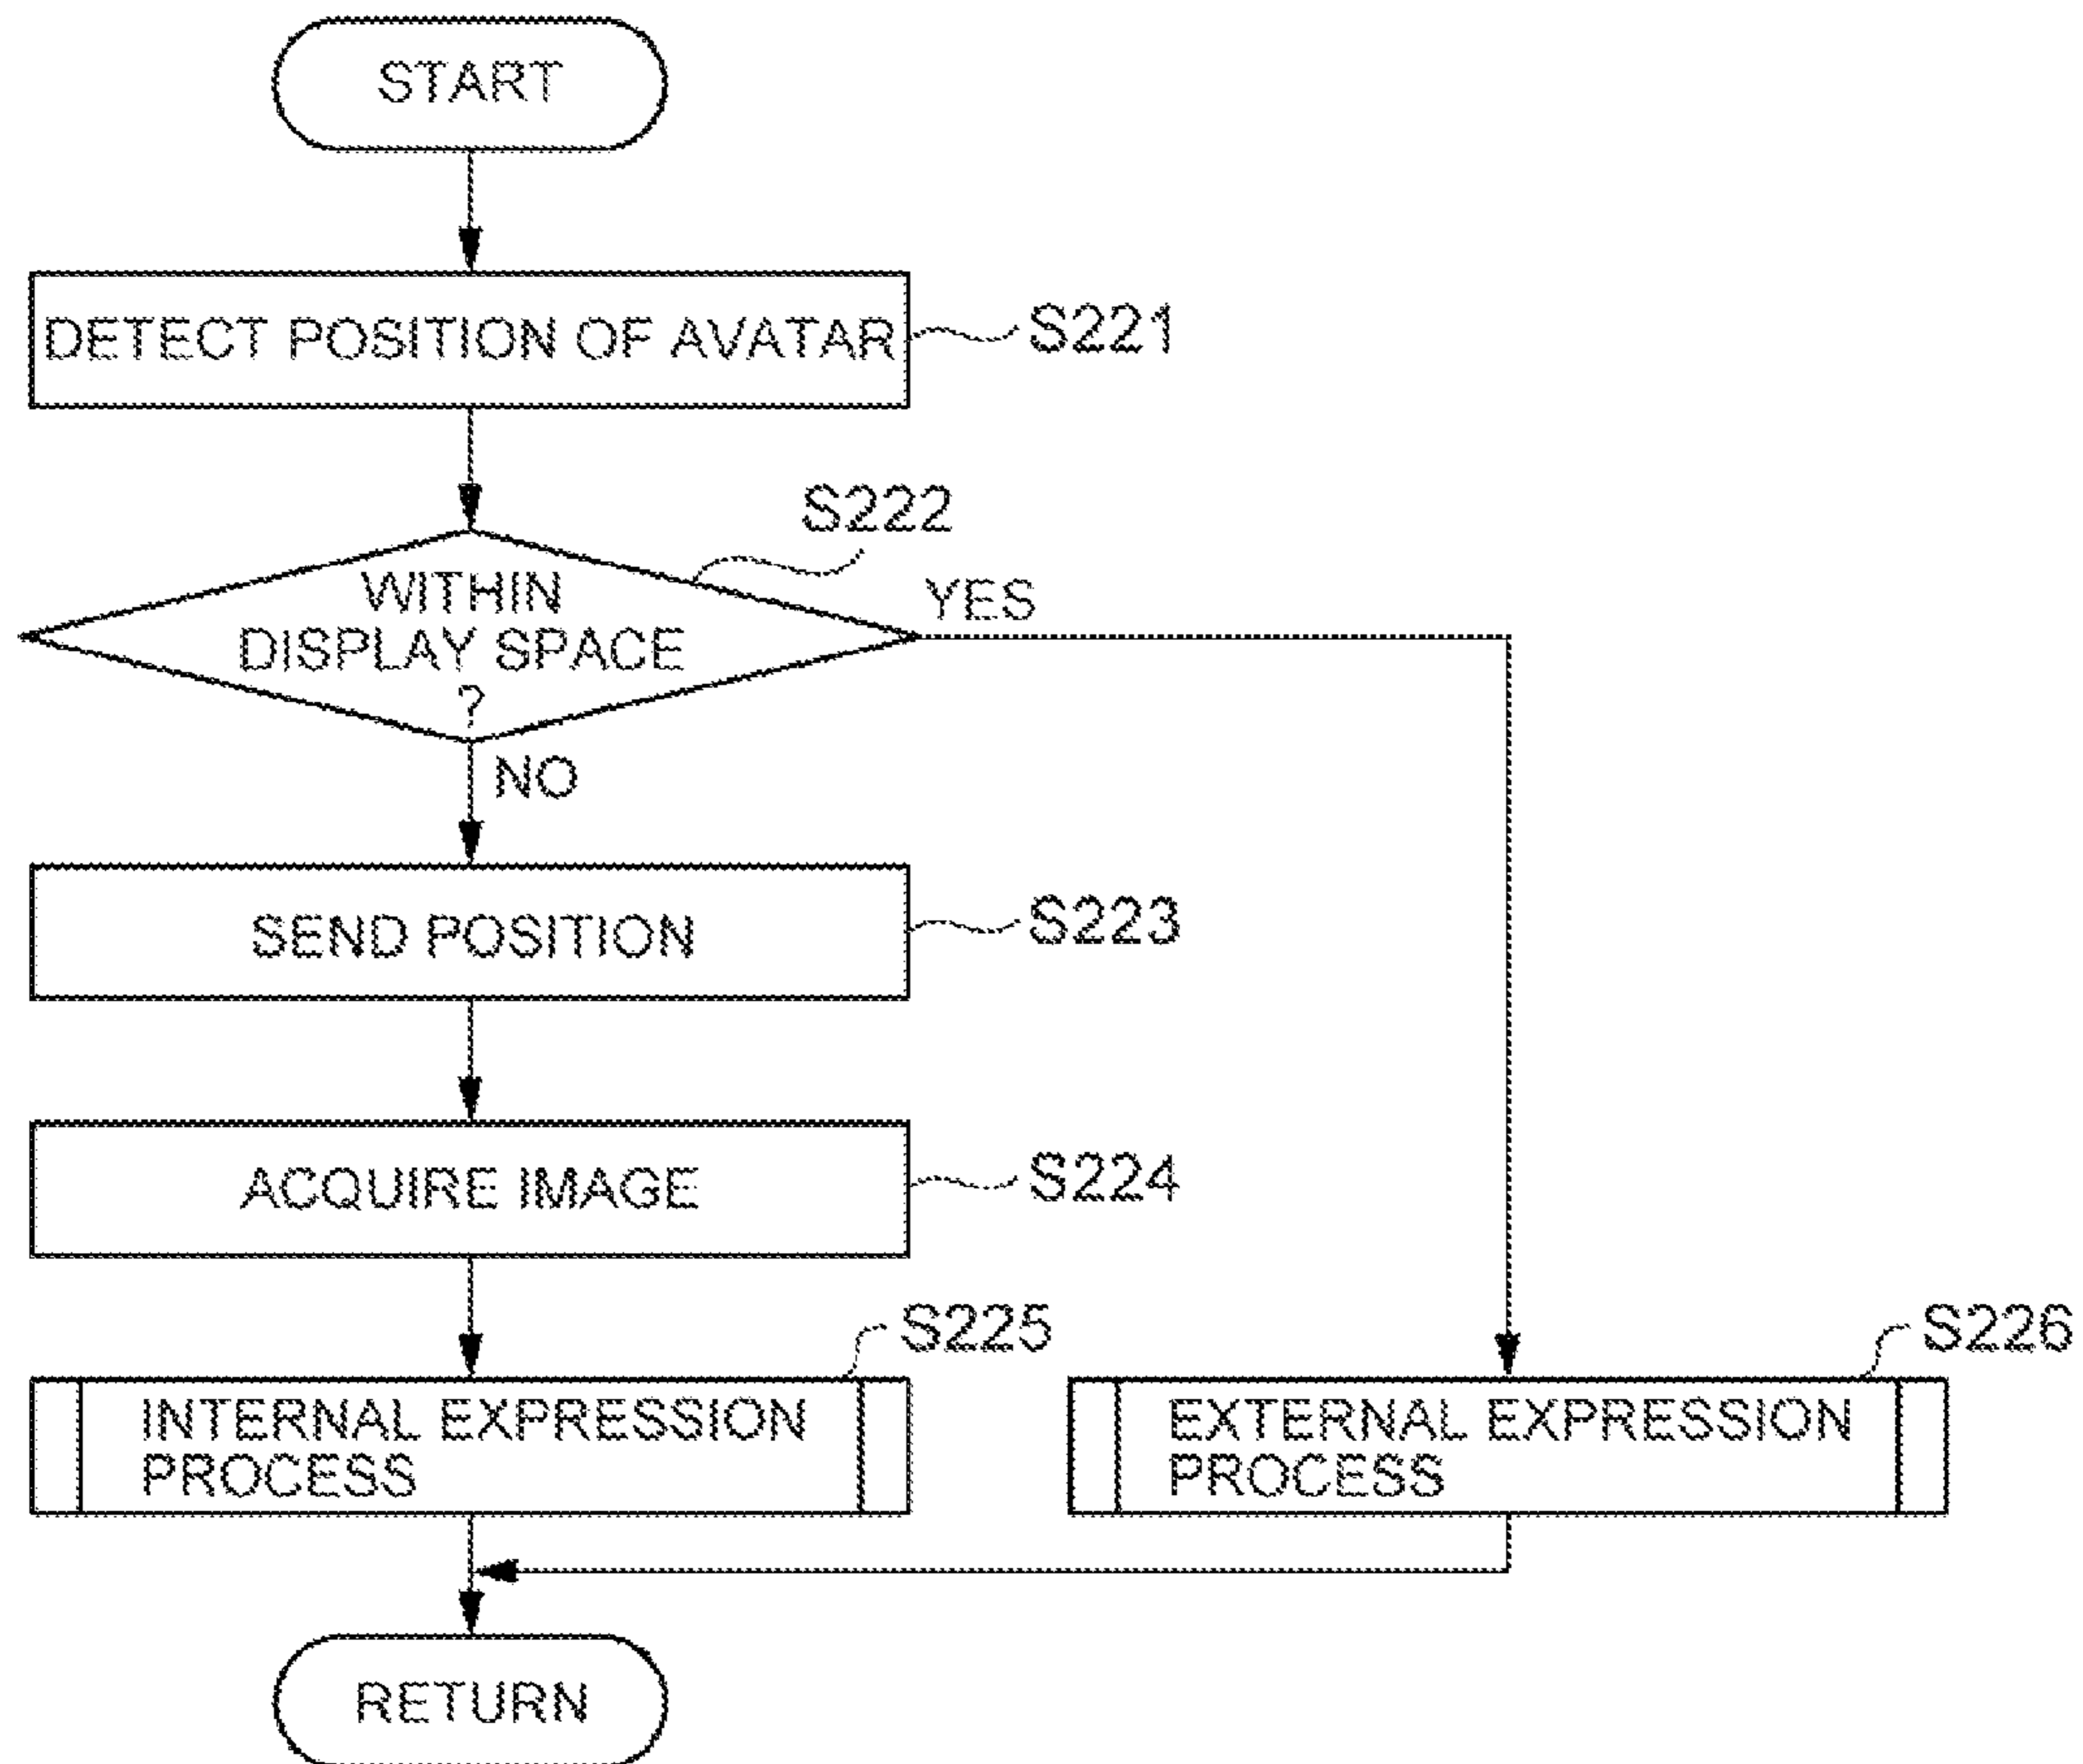 START
DETECT POSITION OF AVATAR
S221
S222
WITHIN
DISPLAY SPACE
?
YES
NO
SEND POSITION
S223
ACQUIRE IMAGE
S224
S225
INTERNAL EXPRESSION
PROCESS
S226
EXTERNAL EXPRESSION
PROCESS
RETURN